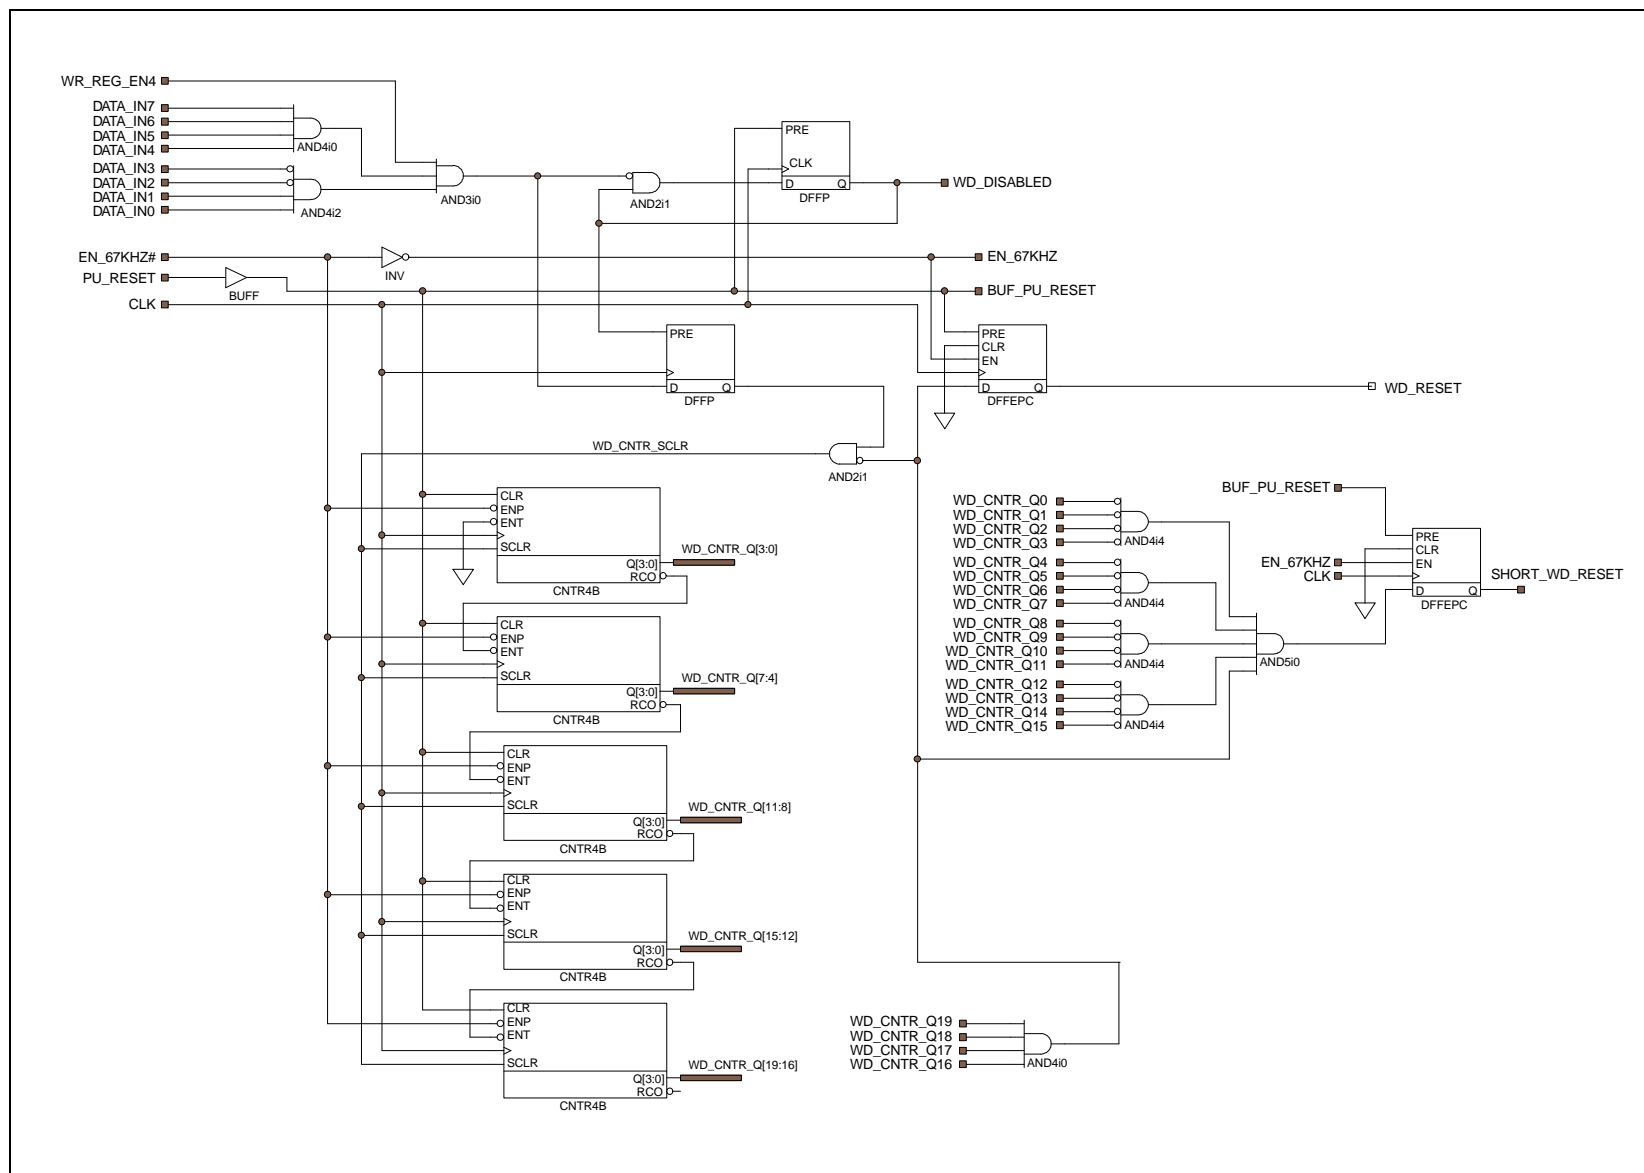 WR_REG_EN4
DATA_IN7
DATA_IN6
DATA_IN5
DATA_IN4
AND4i0
DATA_IN3
DATA_IN2
DATA_IN1
DATA_IN0
AND4i2
AND3i0
AND2i1
PRE
CLK
D Q
DFFP
WD_DISABLED
EN_67KHZ#
INV
EN_67KHZ
PU_RESET
BUFF
BUF_PU_RESET
CLK
PRE
D Q
DFFP
PRE
CLR
EN
D Q
DFFEPC
WD_RESET
WD_CNTR_SCLR
AND2i1
CLR
ENP
ENT
SCLR
Q[3:0]
RCO
CNTR4B
WD_CNTR_Q[3:0]
CLR
ENP
ENT
SCLR
Q[3:0]
RCO
CNTR4B
WD_CNTR_Q[7:4]
CLR
ENP
ENT
SCLR
Q[3:0]
RCO
CNTR4B
WD_CNTR_Q[11:8]
CLR
ENP
ENT
SCLR
Q[3:0]
RCO
CNTR4B
WD_CNTR_Q[15:12]
CLR
ENP
ENT
SCLR
Q[3:0]
RCO
CNTR4B
WD_CNTR_Q[19:16]
WD_CNTR_Q0
WD_CNTR_Q1
WD_CNTR_Q2
WD_CNTR_Q3
AND4i4
WD_CNTR_Q4
WD_CNTR_Q5
WD_CNTR_Q6
WD_CNTR_Q7
AND4i4
WD_CNTR_Q8
WD_CNTR_Q9
WD_CNTR_Q10
WD_CNTR_Q11
AND4i4
WD_CNTR_Q12
WD_CNTR_Q13
WD_CNTR_Q14
WD_CNTR_Q15
AND4i4
AND5i0
BUF_PU_RESET
EN_67KHZ
CLK
PRE
CLR
EN
D Q
DFFEPC
SHORT_WD_RESET
WD_CNTR_Q19
WD_CNTR_Q18
WD_CNTR_Q17
WD_CNTR_Q16
AND4i0